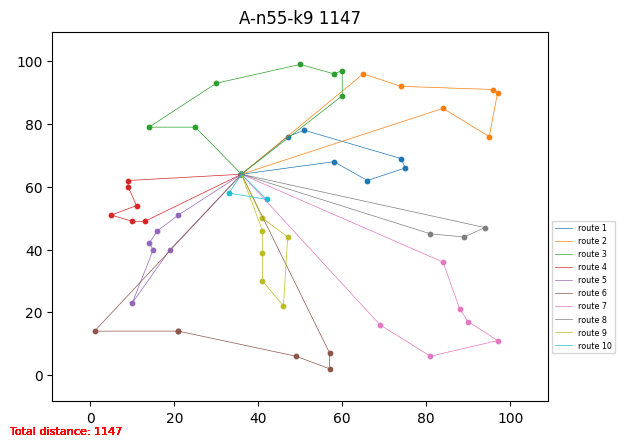 A-n55-k9 1147
100
80
60
40
20
0
0 20 40 60 80 100
route 1
route 2
route 3
route 4
route 5
route 6
route 7
route 8
route 9
route 10
Total distance: 1147